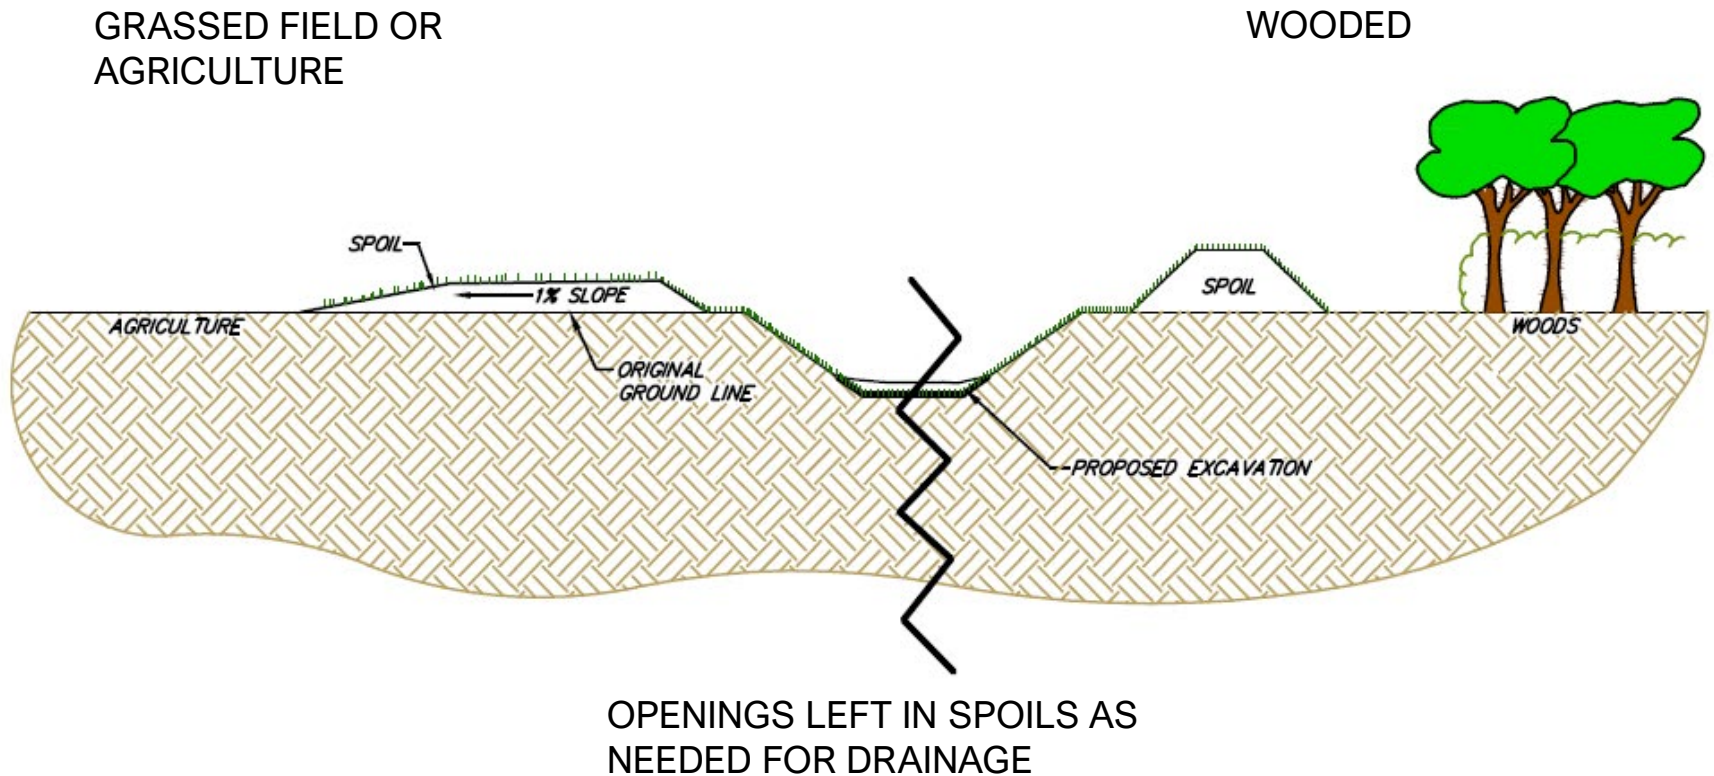 GRASSED FIELD OR
AGRICULTURE
WOODED
SPOIL
1% SLOPE
SPOIL
AGRICULTURE
WOODS
ORIGINAL
GROUND LINE
PROPOSED EXCAVATION
OPENINGS LEFT IN SPOILS AS
NEEDED FOR DRAINAGE